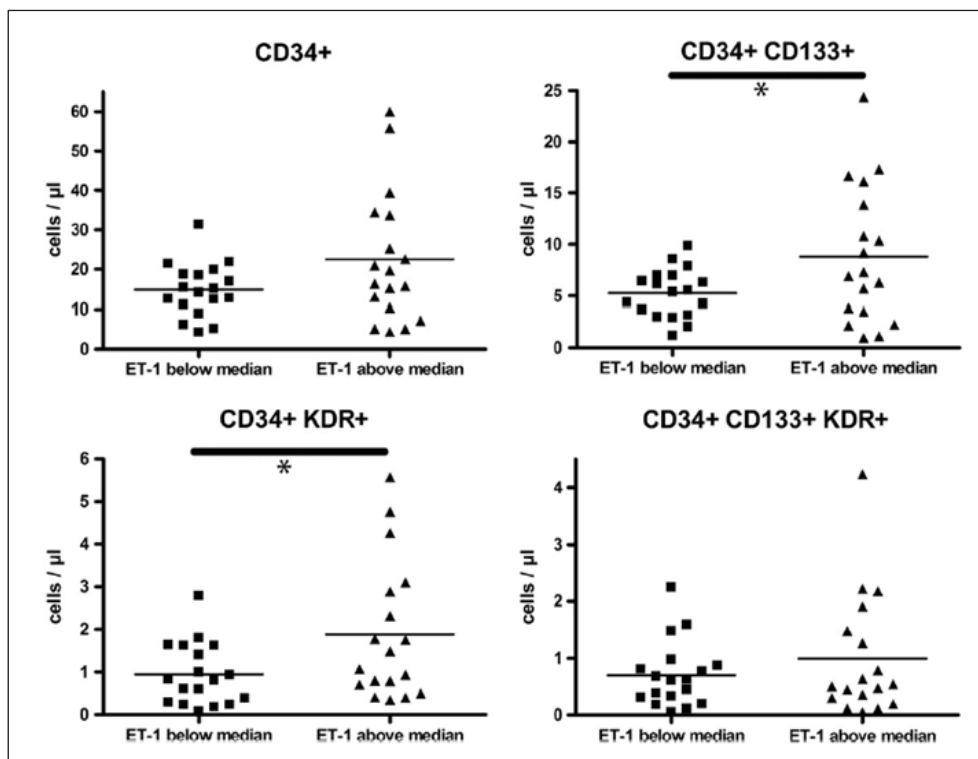 CD34+
cells / µl
60
50
40
30
20
10
0
ET-1 below median
ET-1 above median
CD34+ CD133+
*
cells / µl
25
20
15
10
5
0
ET-1 below median
ET-1 above median
CD34+ KDR+
*
cells / µl
6
5
4
3
2
1
0
ET-1 below median
ET-1 above median
CD34+ CD133+ KDR+
cells / µl
4
3
2
1
0
ET-1 below median
ET-1 above median